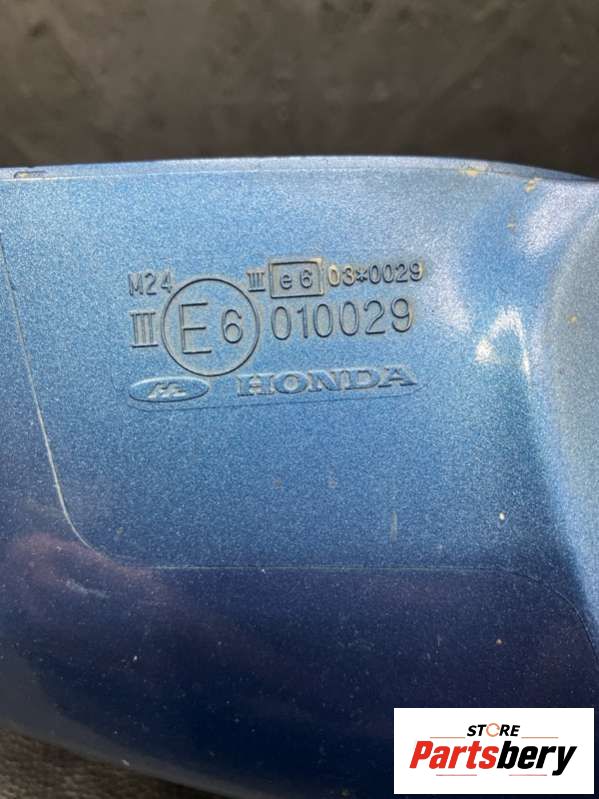 M24 III e6 03*0029
III E6 010029
HONDA
STORE
Partsbery